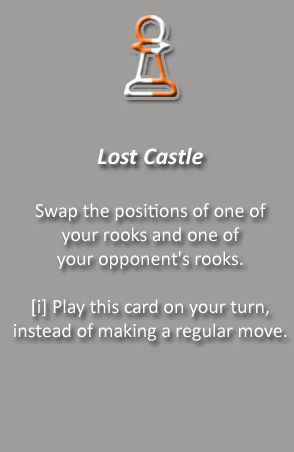 Lost Castle
Swap the positions of one of
your rooks and one of
your opponent's rooks.
[i] Play this card on your turn,
instead of making a regular move.